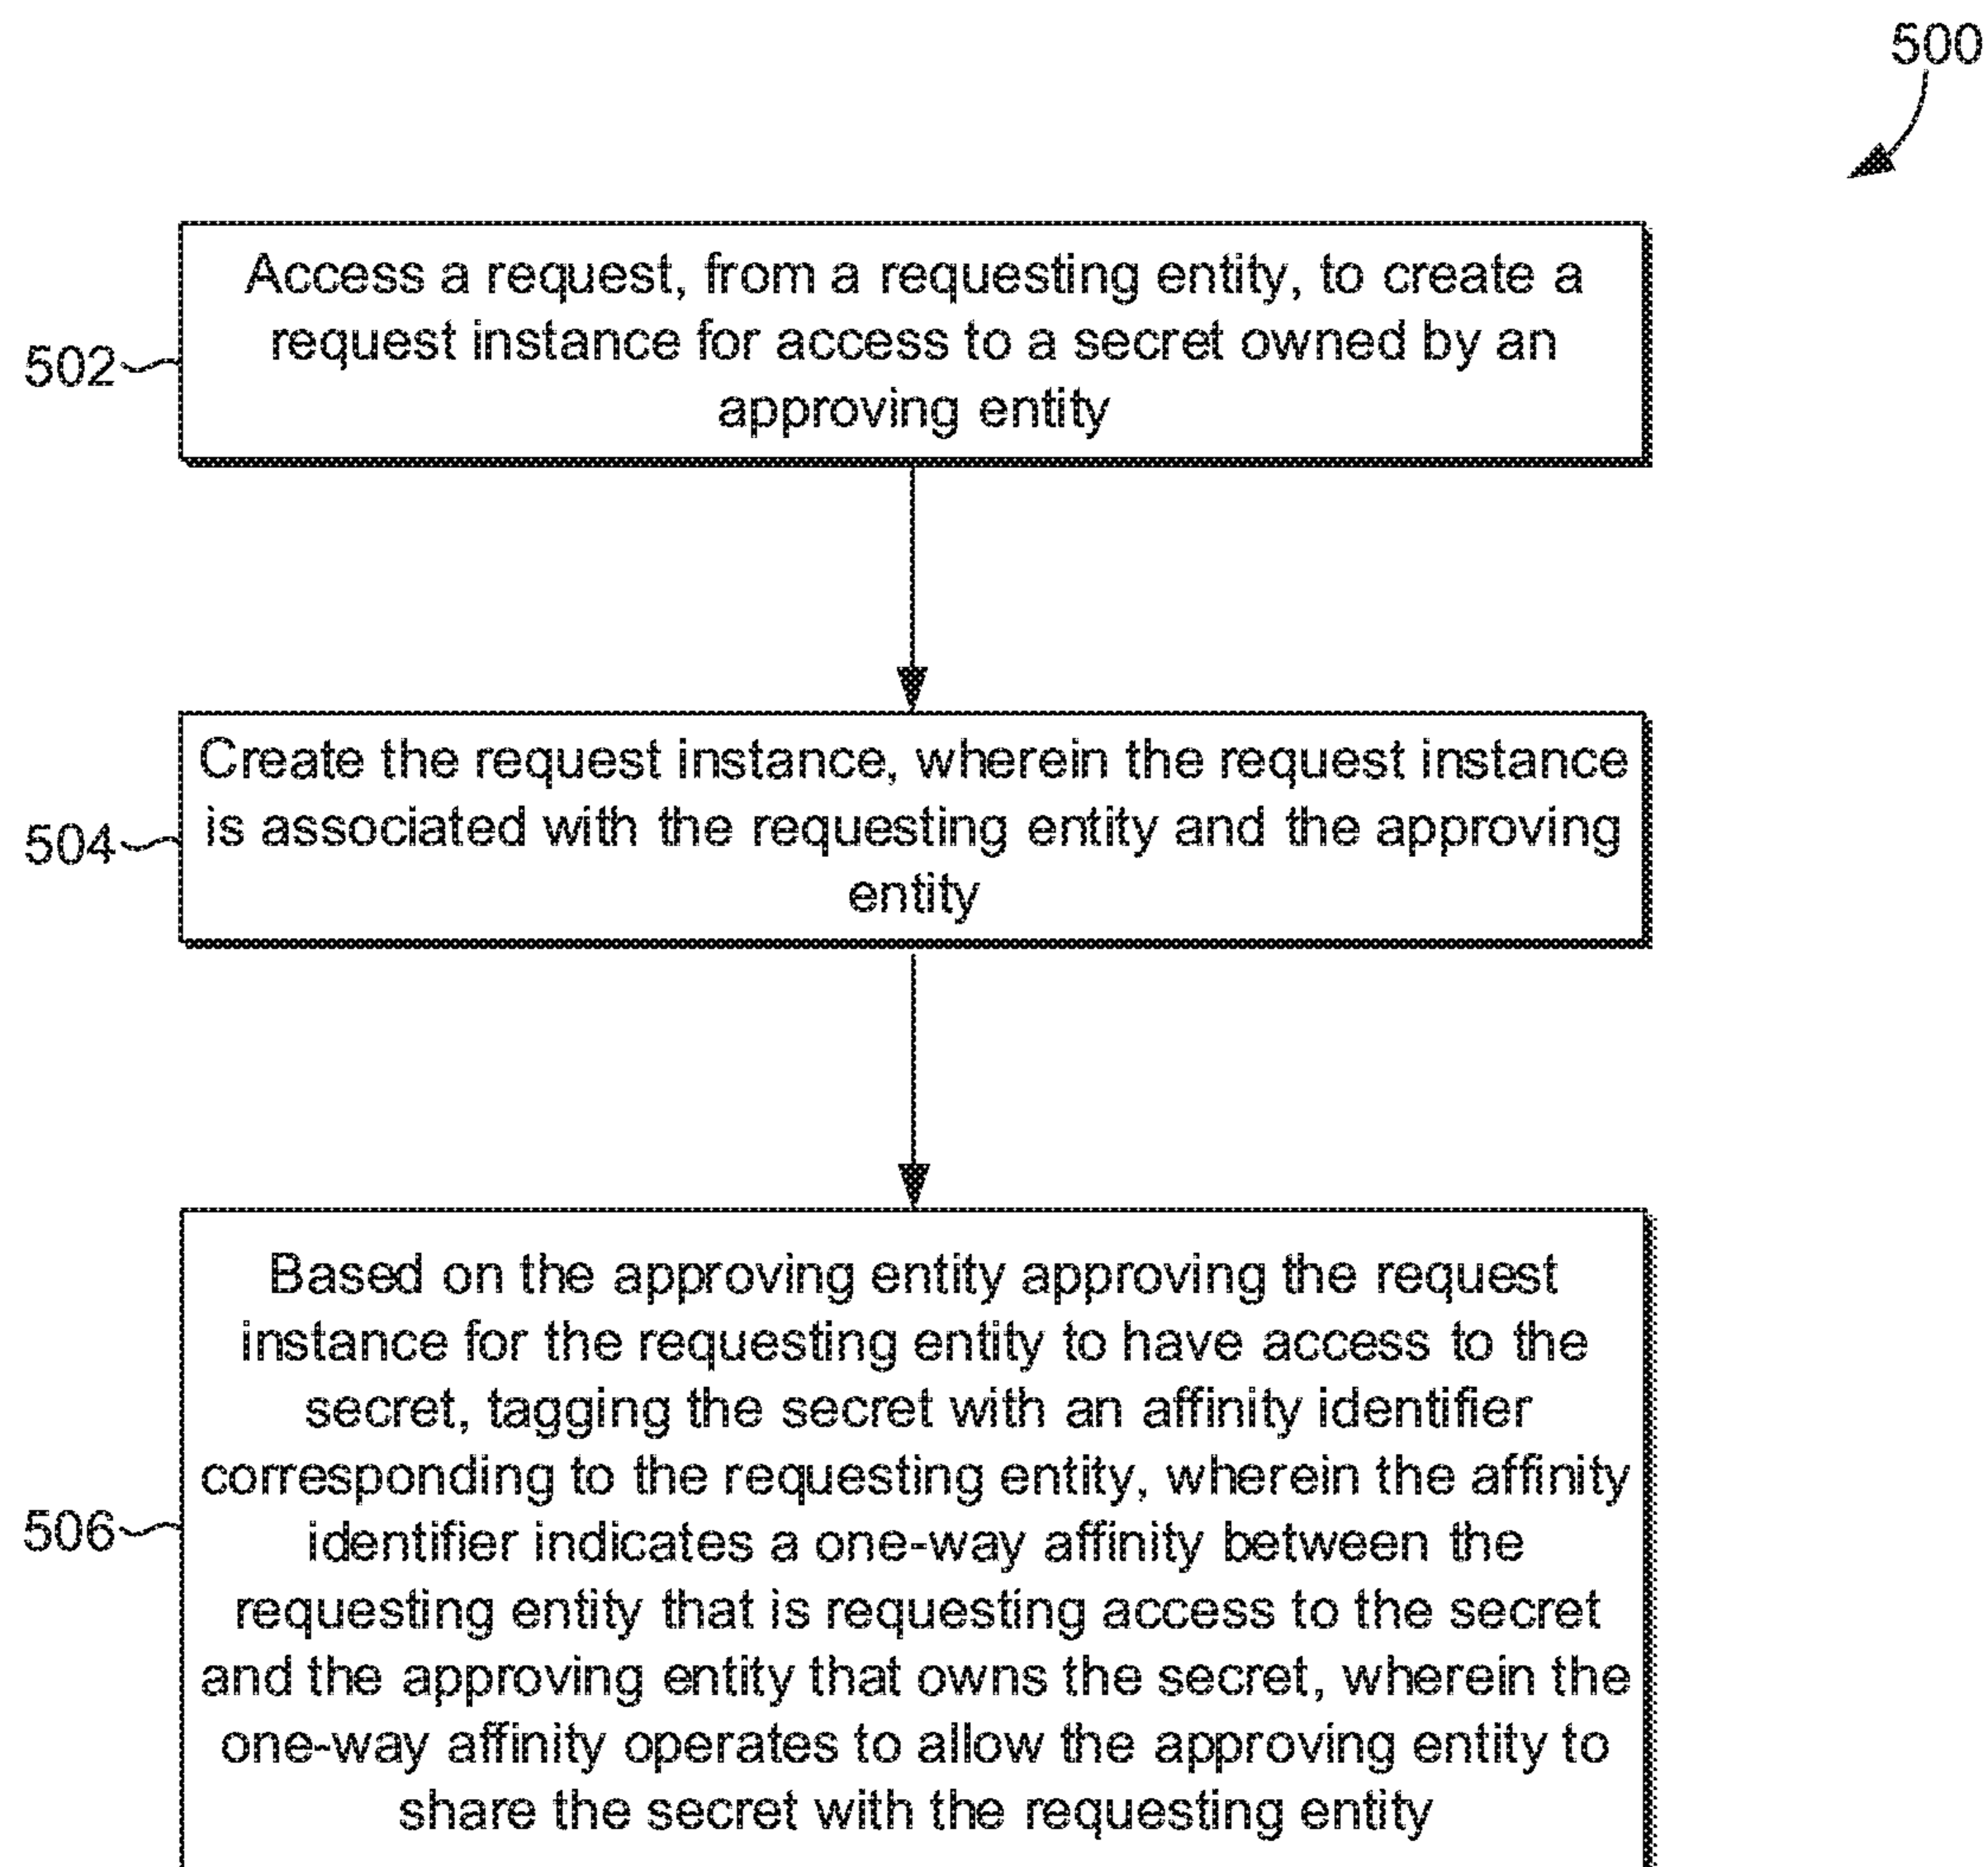 500
Access a request, from a requesting entity, to create a
request instance for access to a secret owned by an
approving entity
502
Create the request instance, wherein the request instance
is associated with the requesting entity and the approving
entity
504
Based on the approving entity approving the request
instance for the requesting entity to have access to the
secret, tagging the secret with an affinity identifier
corresponding to the requesting entity, wherein the affinity
identifier indicates a one-way affinity between the
requesting entity that is requesting access to the secret
and the approving entity that owns the secret, wherein the
one-way affinity operates to allow the approving entity to
share the secret with the requesting entity
506